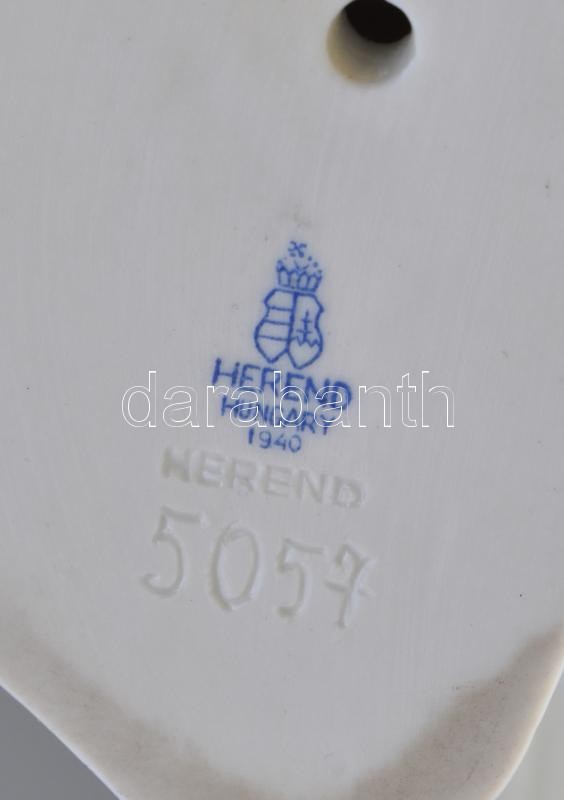 HEREND
darabanth
HUNGARY
1940
HEREND
5057